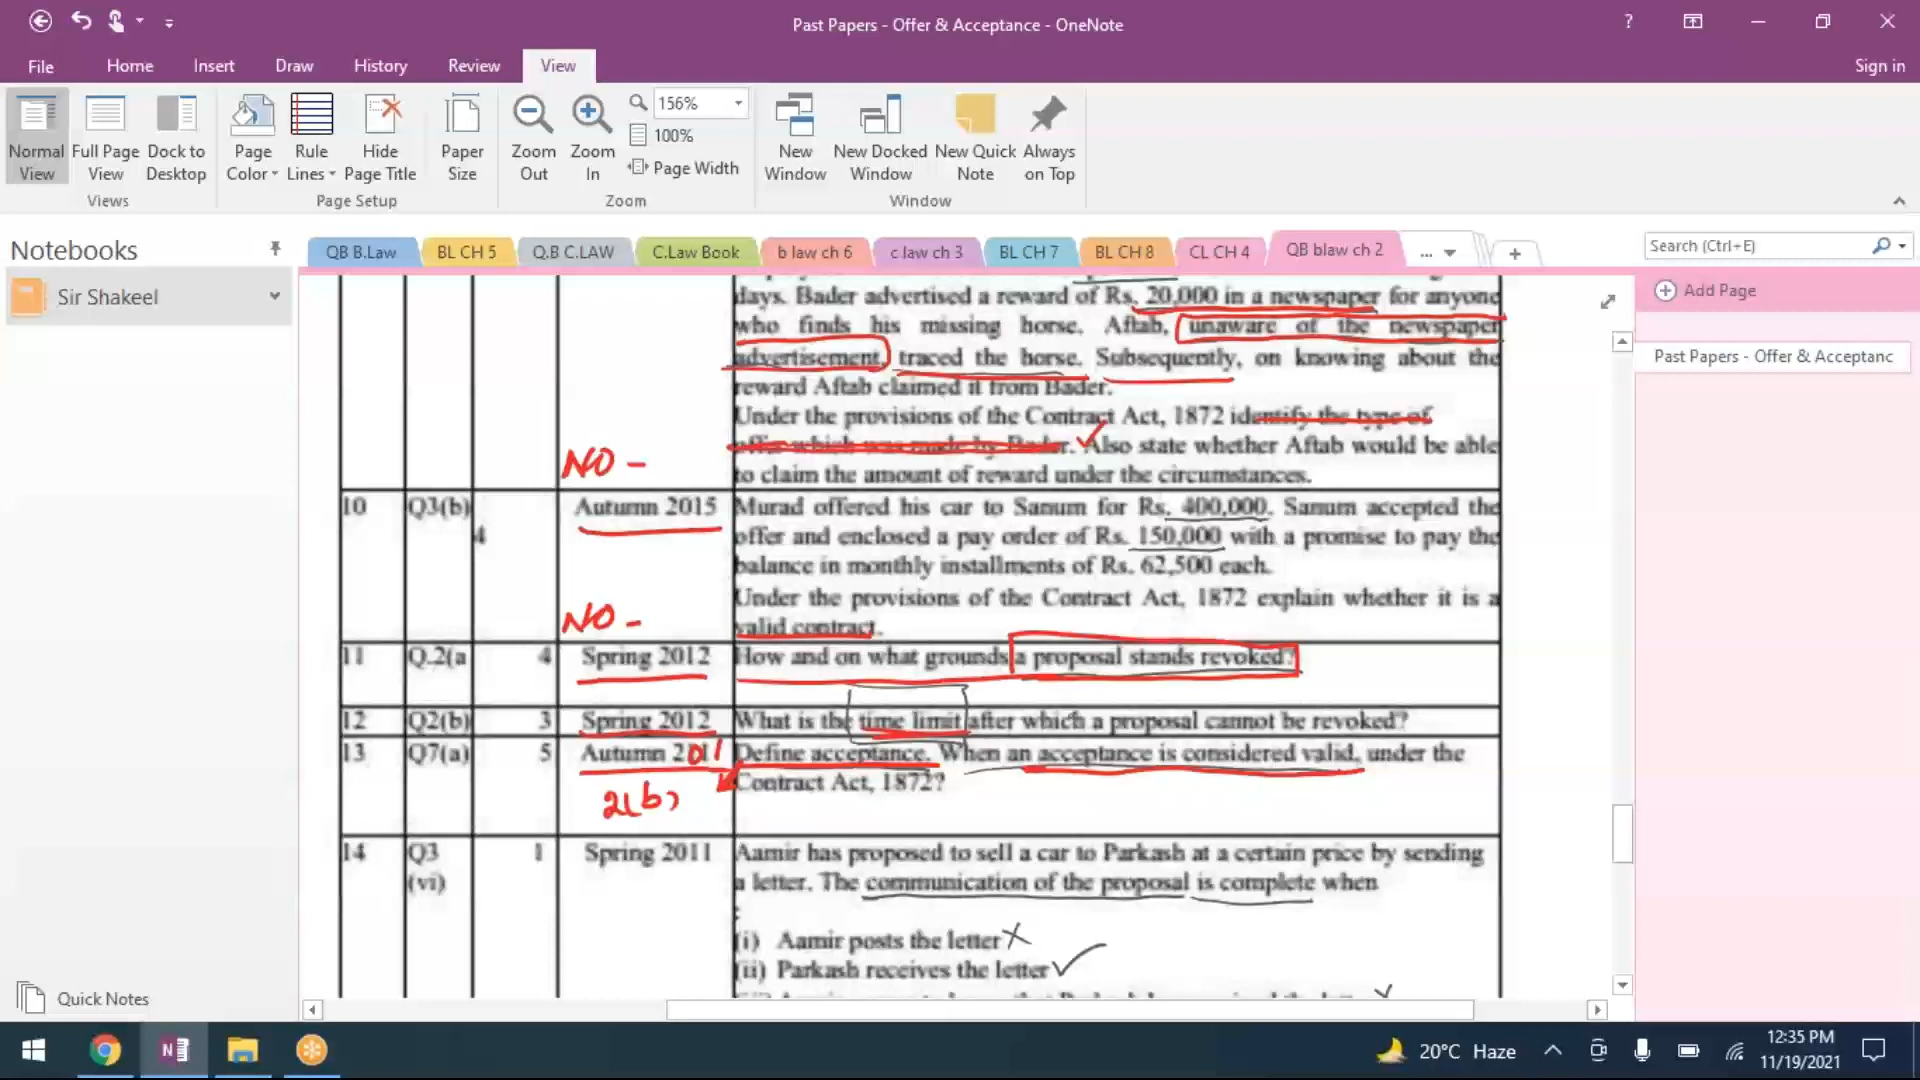 Past Papers - Offer & Acceptance - OneNote
?
File
Home
Insert
Draw
History
Review
View
Sign in
Normal View
Full Page View
Dock to Desktop
Page Color
Rule Lines
Hide Page Title
Paper Size
Zoom Out
Zoom In
156%
100%
Page Width
New Window
New Docked Window
New Quick Note
Always on Top
Views
Page Setup
Zoom
Window
Notebooks
QB B.Law
BL CH 5
Q.B C.LAW
C.Law Book
b law ch 6
c law ch 3
BL CH 7
BL CH 8
CL CH 4
QB blaw ch 2
...
Search (Ctrl+E)
Sir Shakeel
Add Page
Past Papers - Offer & Acceptanc
days. Bader advertised a reward of Rs. 20,000 in a newspaper for anyone
who finds his missing horse. Aftab, unaware of the newspaper
advertisement, traced the horse. Subsequently, on knowing about the
reward Aftab claimed it from Bader.
Under the provisions of the Contract Act, 1872 identify the type of
offer which was made by Bader. Also state whether Aftab would be able
NO -
to claim the amount of reward under the circumstances.
10 Q3(b) 4 Autumn 2015 Murad offered his car to Sanum for Rs. 400,000. Sanum accepted the
offer and enclosed a pay order of Rs. 150,000 with a promise to pay the
balance in monthly installments of Rs. 62,500 each.
Under the provisions of the Contract Act, 1872 explain whether it is a
NO -
valid contract.
11 Q.2(a 4 Spring 2012 How and on what grounds a proposal stands revoked?
12 Q2(b) 3 Spring 2012 What is the time limit after which a proposal cannot be revoked?
13 Q7(a) 5 Autumn 2011 Define acceptance. When an acceptance is considered valid, under the
Contract Act, 1872?
2(b)
14 Q3 (vi) 1 Spring 2011 Aamir has proposed to sell a car to Parkash at a certain price by sending
a letter. The communication of the proposal is complete when
:
(i) Aamir posts the letter
(ii) Parkash receives the letter
Quick Notes
20°C Haze
12:35 PM
11/19/2021